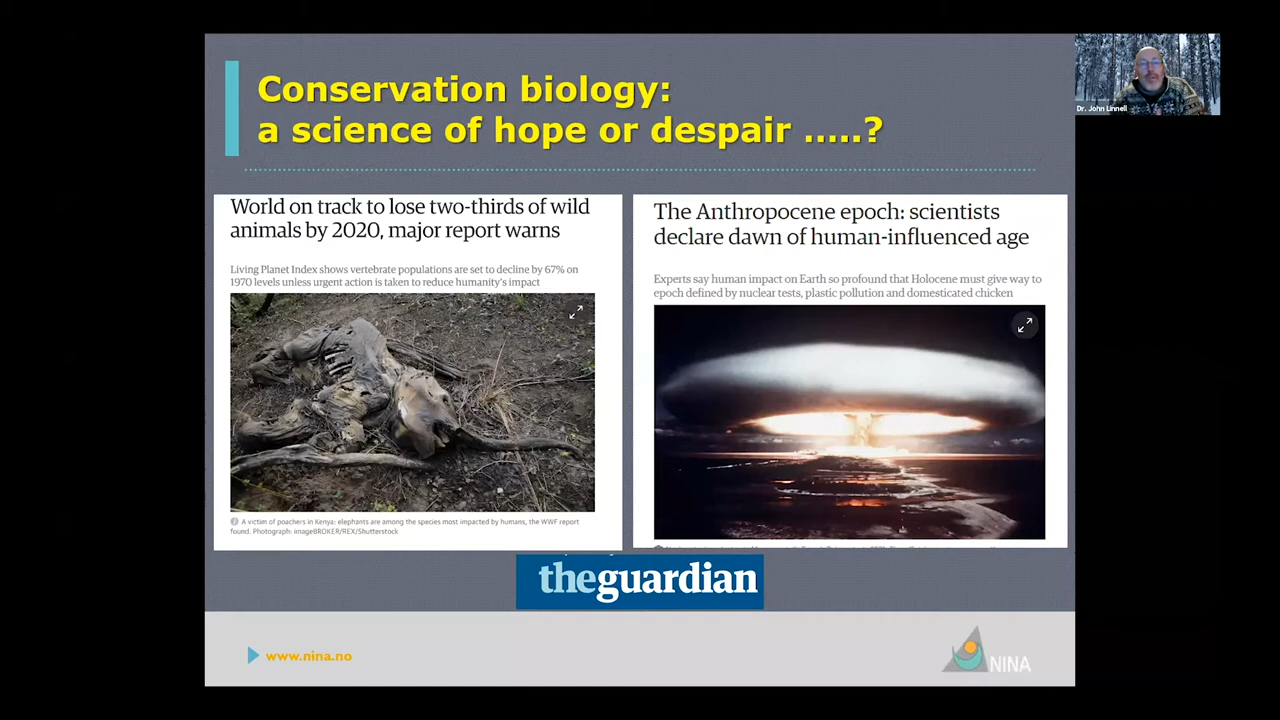 Conservation biology:
a science of hope or despair .....?
Dr. John Linnell
World on track to lose two-thirds of wild
animals by 2020, major report warns
Living Planet Index shows vertebrate populations are set to decline by 67% on
1970 levels unless urgent action is taken to reduce humanity's impact
A victim of poachers in Kenya: elephants are among the species most impacted by humans, the WWF report
found. Photograph: imageBROKER/REX/Shutterstock
The Anthropocene epoch: scientists
declare dawn of human-influenced age
Experts say human impact on Earth so profound that Holocene must give way to
epoch defined by nuclear tests, plastic pollution and domesticated chicken
theguardian
www.nina.no
NINA